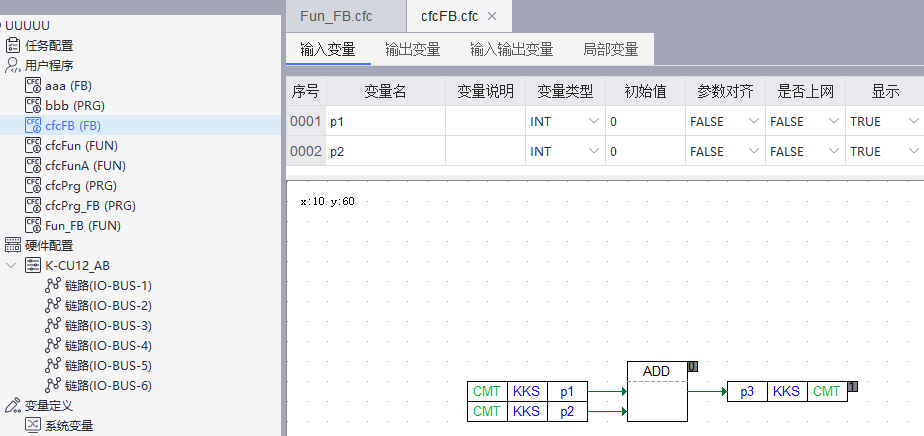 UUUUU
任务配置
用户程序
aaa (FB)
bbb (PRG)
cfcFB (FB)
cfcFun (FUN)
cfcFunA (FUN)
cfcPrg (PRG)
cfcPrg_FB (PRG)
Fun_FB (FUN)
硬件配置
K-CU12_AB
链路(IO-BUS-1)
链路(IO-BUS-2)
链路(IO-BUS-3)
链路(IO-BUS-4)
链路(IO-BUS-5)
链路(IO-BUS-6)
变量定义
系统变量
Fun_FB.cfc cfcFB.cfc ×
输入变量 输出变量 输入输出变量 局部变量
序号 变量名 变量说明 变量类型 初始值 参数对齐 是否上网 显示
0001 p1 INT 0 FALSE FALSE TRUE
0002 p2 INT 0 FALSE FALSE TRUE
x:10 y:60
ADD 0
CMT KKS p1 p3 KKS CMT 1
CMT KKS p2